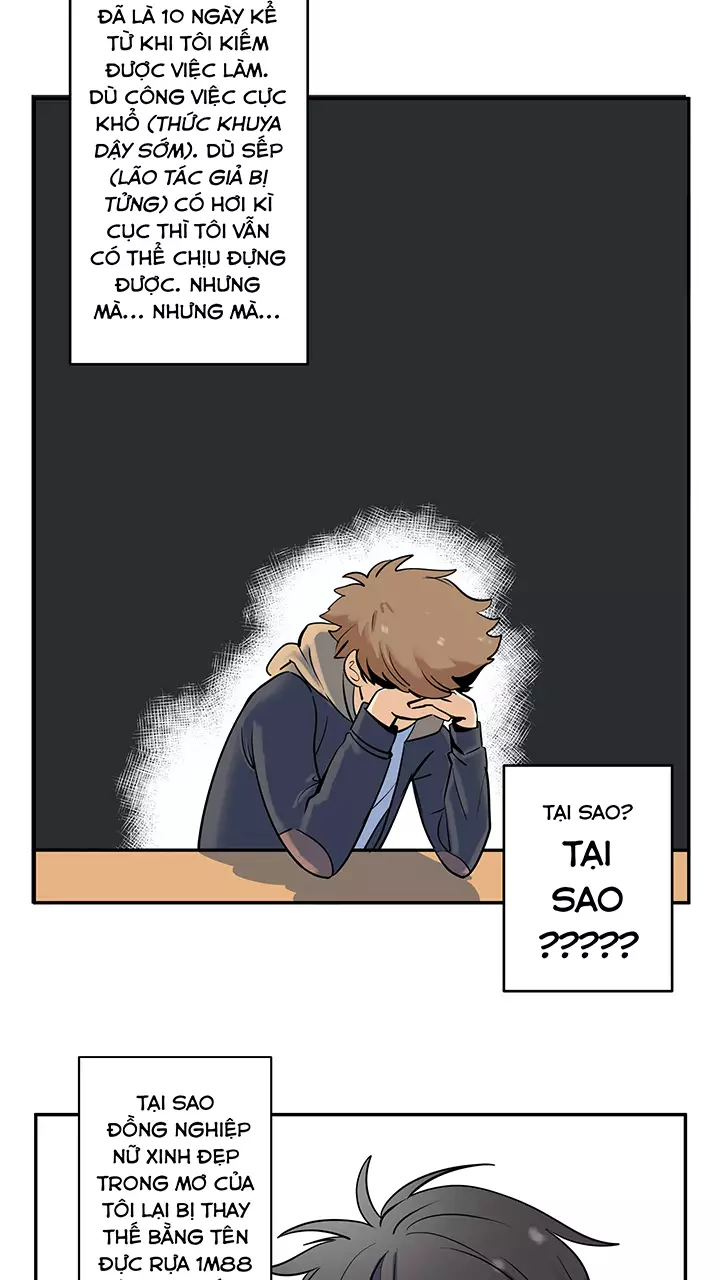 ĐÃ LÀ 10 NGÀY KỂ
TỪ KHI TÔI KIẾM
ĐƯỢC VIỆC LÀM.
DÙ CÔNG VIỆC CỰC
KHỔ (THỨC KHUYA
DẬY SỚM). DÙ SẾP
(LÃO TÁC GIẢ BỊ
TỬNG) CÓ HƠI KÌ
CỤC THÌ TÔI VẪN
CÓ THỂ CHỊU ĐỰNG
ĐƯỢC. NHƯNG
MÀ... NHƯNG MÀ...
TẠI SAO?
TẠI
SAO
?????
TẠI SAO
ĐỒNG NGHIỆP
NỮ XINH ĐẸP
TRONG MƠ CỦA
TÔI LẠI BỊ THAY
THẾ BẰNG TÊN
ĐỰC RỰA 1M88